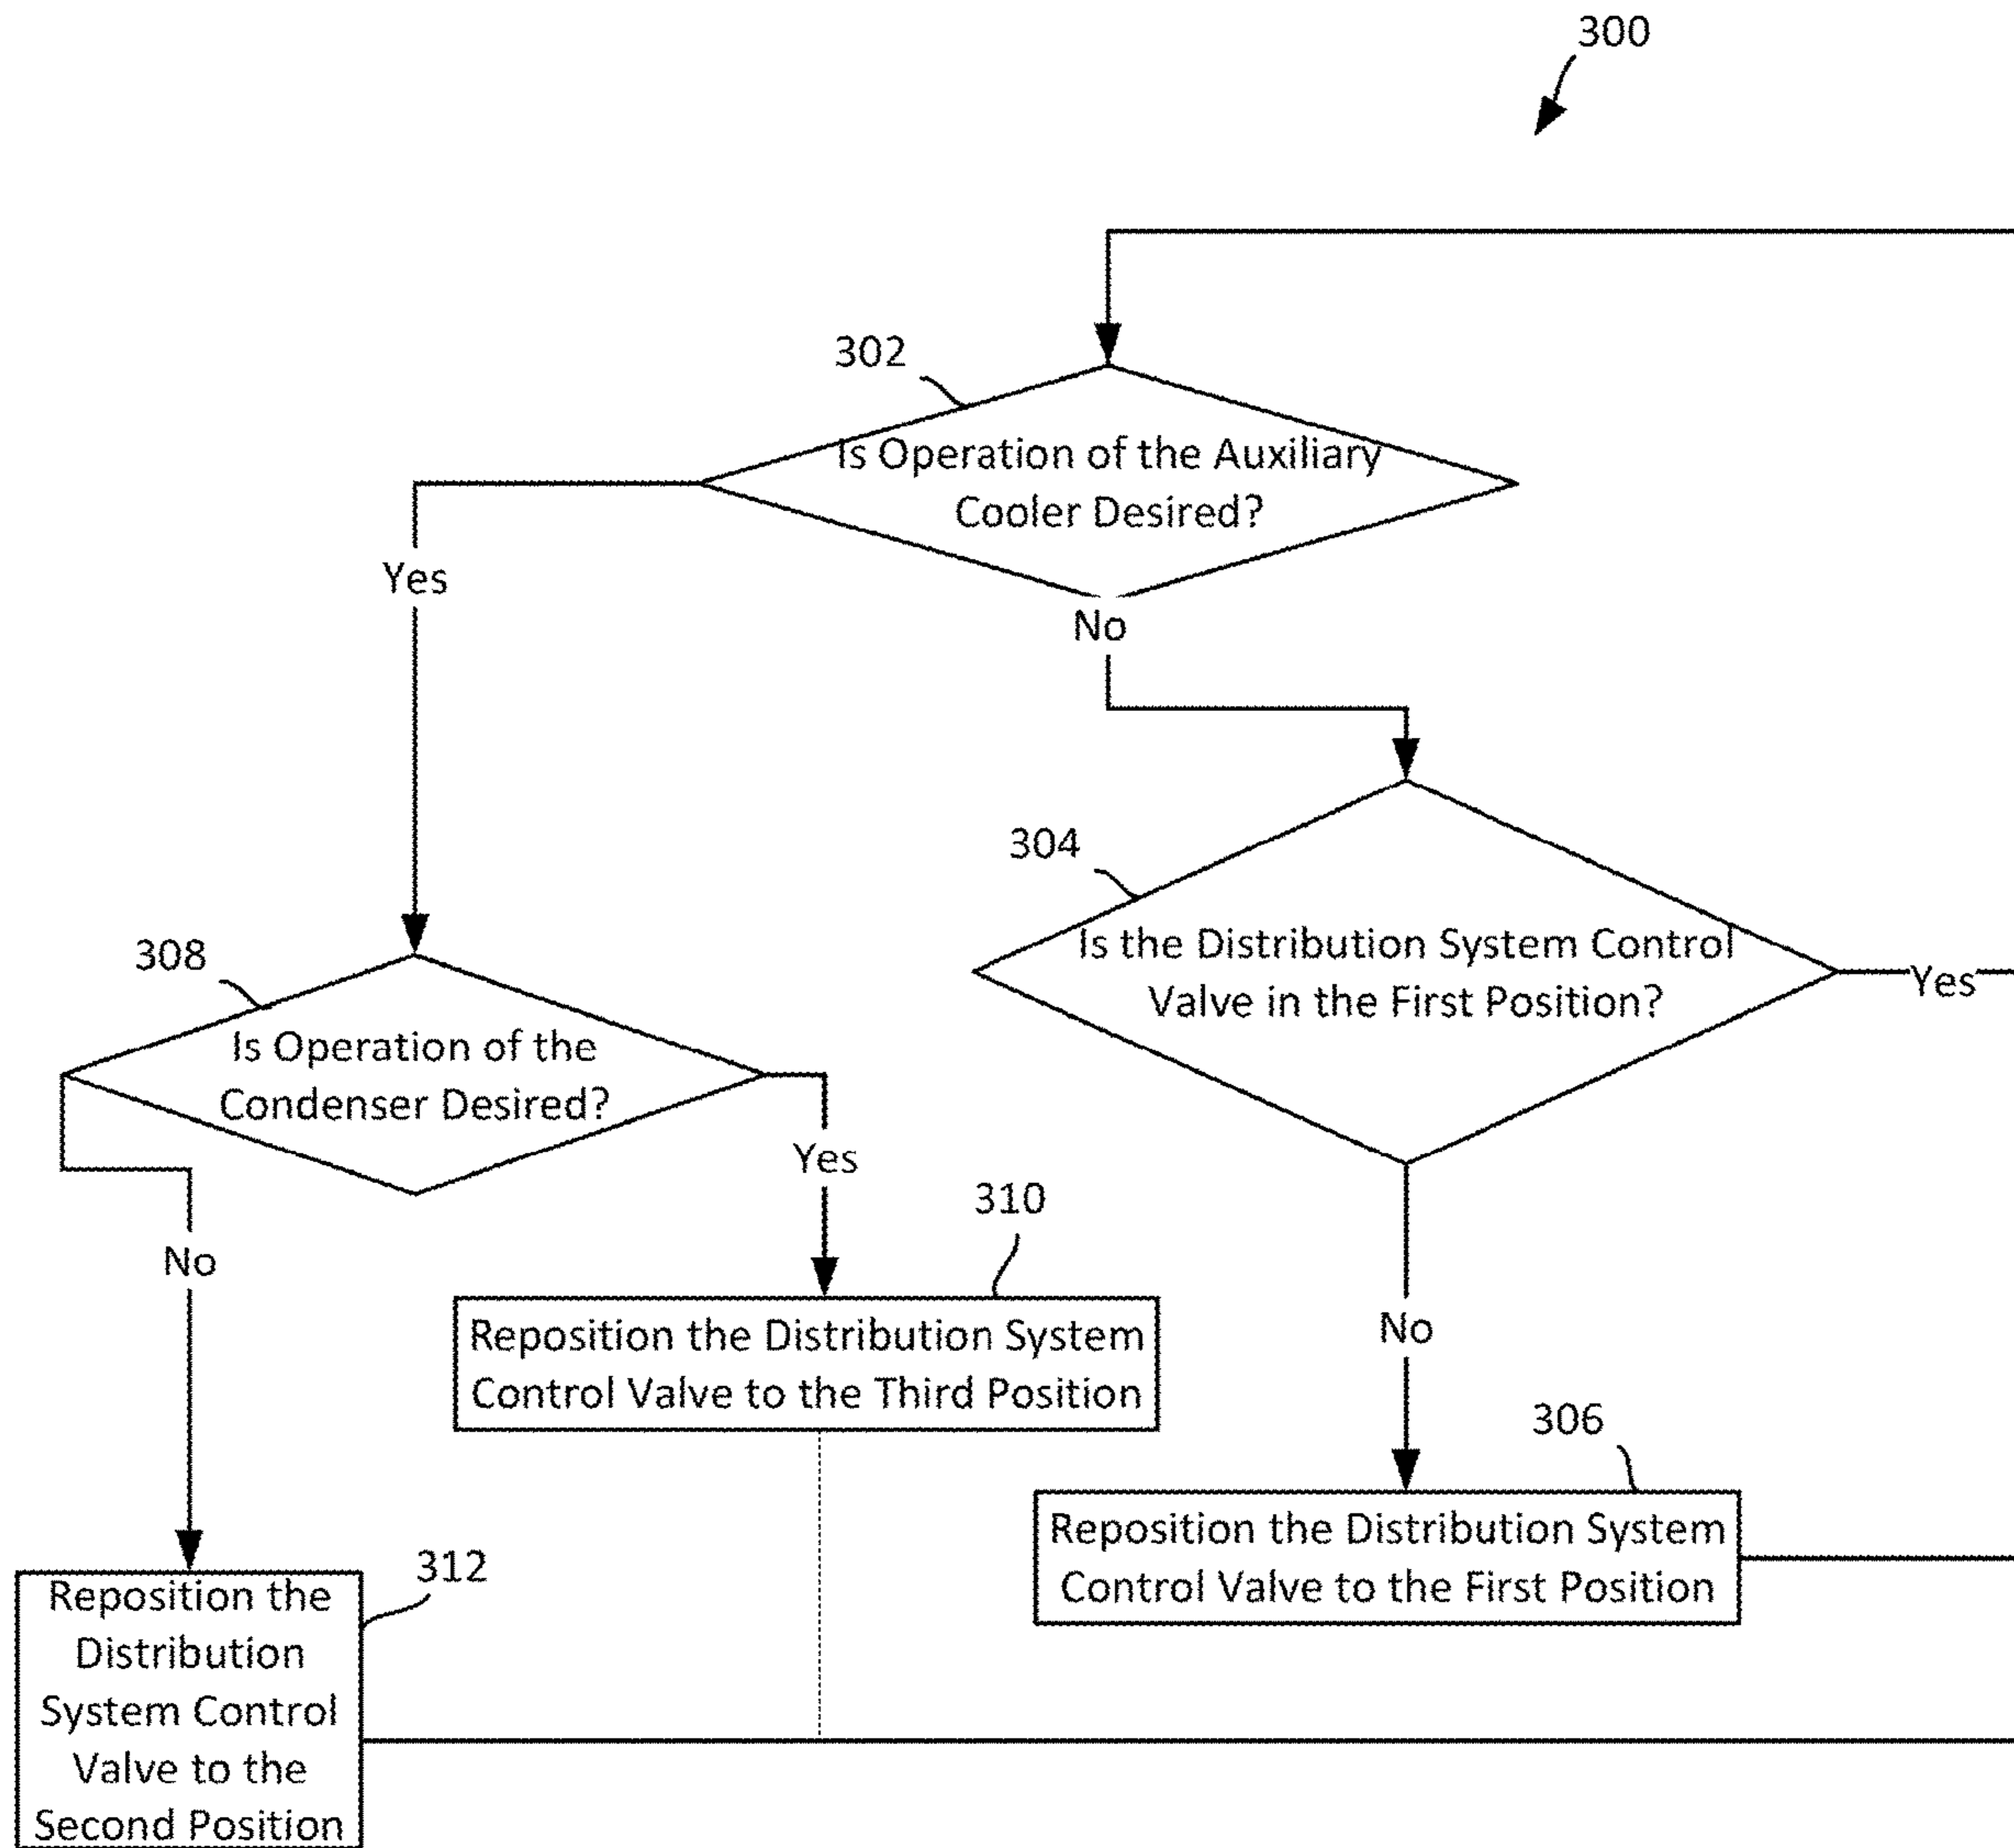 300
302
Is Operation of the Auxiliary
Cooler Desired?
Yes
No
304
Is the Distribution System Control
Valve in the First Position?
Yes
308
Is Operation of the
Condenser Desired?
Yes
No
310
Reposition the Distribution System
Control Valve to the Third Position
No
306
Reposition the Distribution System
Control Valve to the First Position
312
Reposition the
Distribution
System Control
Valve to the
Second Position